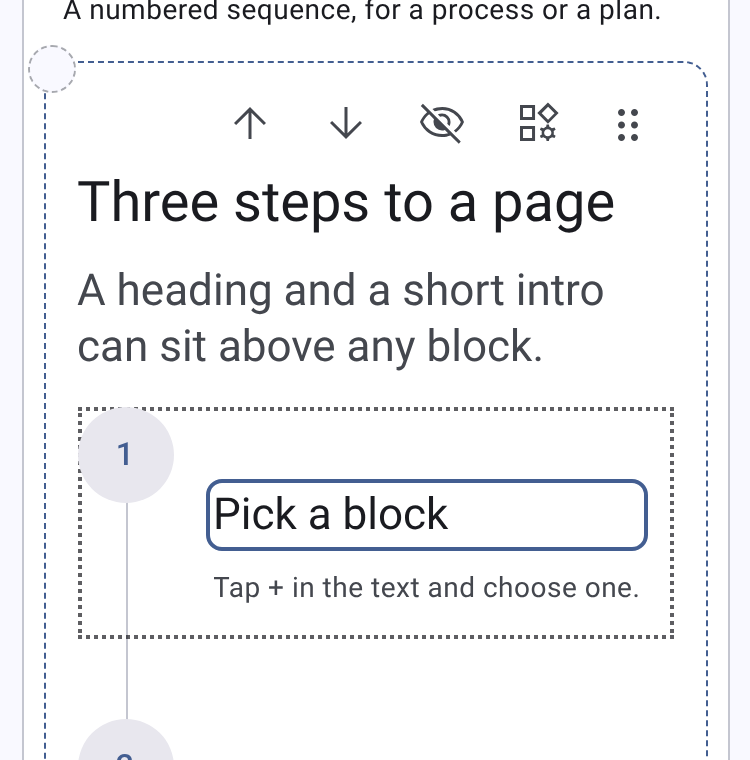 A numbered sequence, for a process or a plan.
Three steps to a page
A heading and a short intro
can sit above any block.
1
Pick a block
Tap + in the text and choose one.